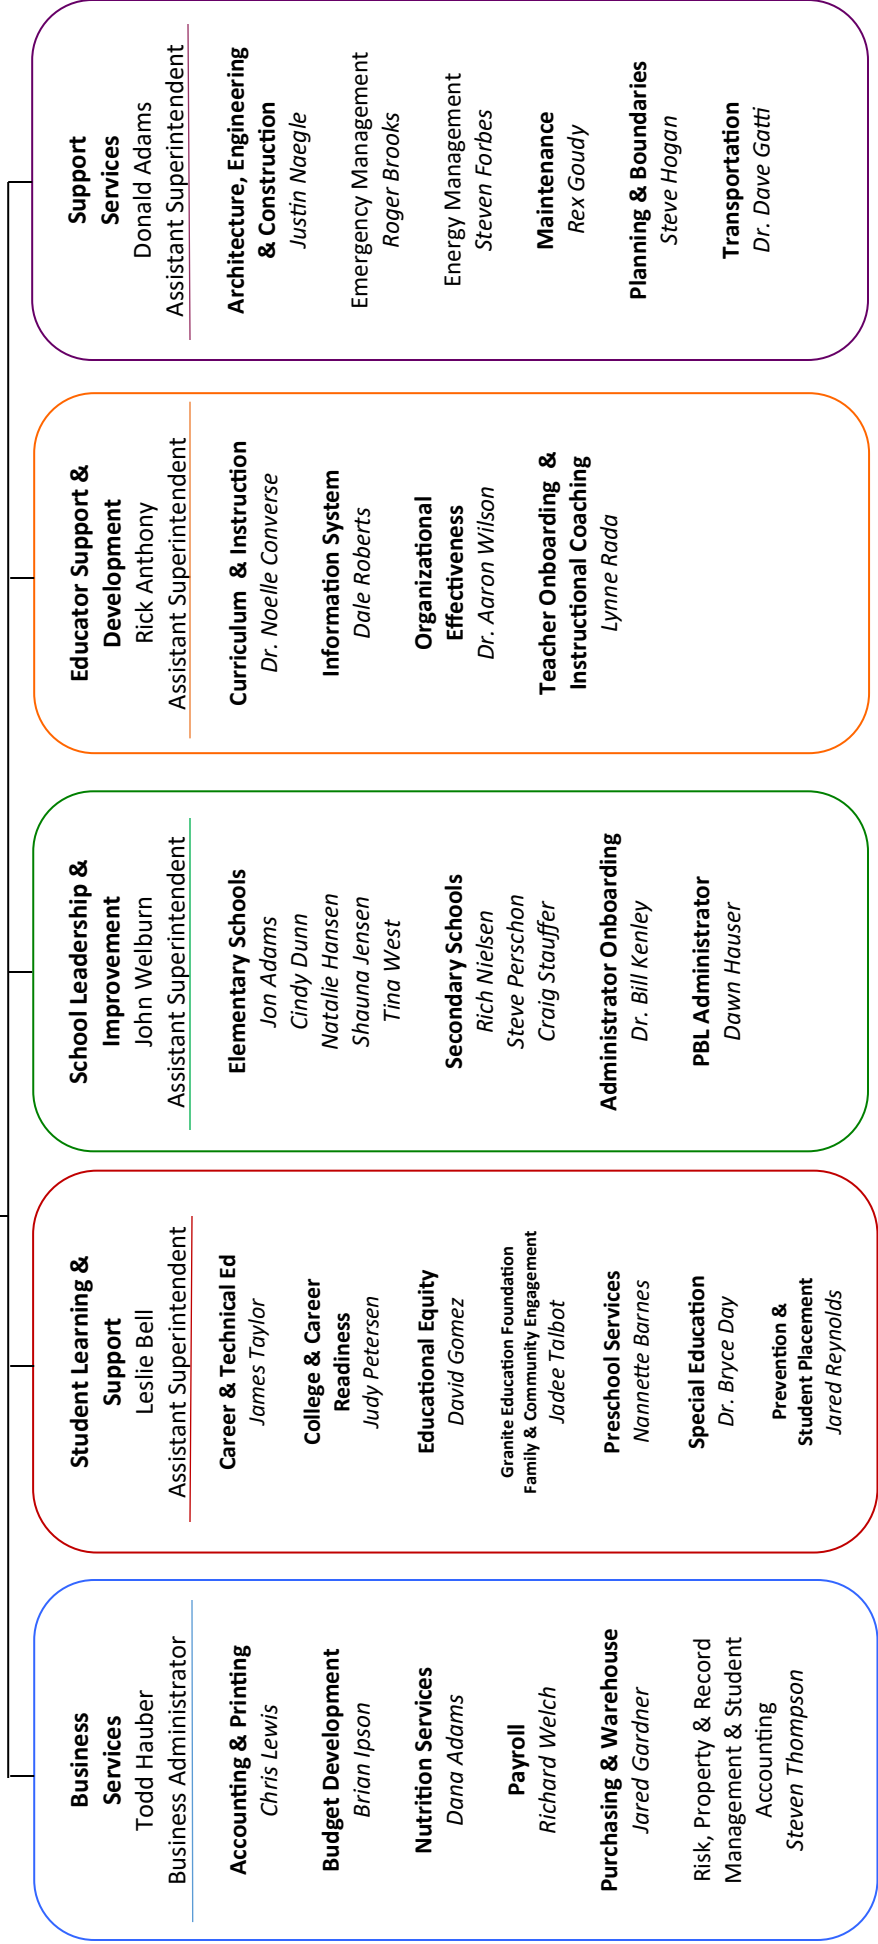 Business
Services
Todd Hauber
Business Administrator
Accounting & Printing
Chris Lewis
Budget Development
Brian Ipson
Nutrition Services
Dana Adams
Payroll
Richard Welch
Purchasing & Warehouse
Jared Gardner
Risk, Property & Record
Management & Student
Accounting
Steven Thompson
Student Learning &
Support
Leslie Bell
Assistant Superintendent
Career & Technical Ed
James Taylor
College & Career
Readiness
Judy Petersen
Educational Equity
David Gomez
Granite Education Foundation
Family & Community Engagement
Jadee Talbot
Preschool Services
Nannette Barnes
Special Education
Dr. Bryce Day
Prevention &
Student Placement
Jared Reynolds
School Leadership &
Improvement
John Welburn
Assistant Superintendent
Elementary Schools
Jon Adams
Cindy Dunn
Natalie Hansen
Shauna Jensen
Tina West
Secondary Schools
Rich Nielsen
Steve Perschon
Craig Stauffer
Administrator Onboarding
Dr. Bill Kenley
PBL Administrator
Dawn Hauser
Educator Support &
Development
Rick Anthony
Assistant Superintendent
Curriculum & Instruction
Dr. Noelle Converse
Information System
Dale Roberts
Organizational
Effectiveness
Dr. Aaron Wilson
Teacher Onboarding &
Instructional Coaching
Lynne Rada
Support
Services
Donald Adams
Assistant Superintendent
Architecture, Engineering
& Construction
Justin Naegle
Emergency Management
Roger Brooks
Energy Management
Steven Forbes
Maintenance
Rex Goudy
Planning & Boundaries
Steve Hogan
Transportation
Dr. Dave Gatti